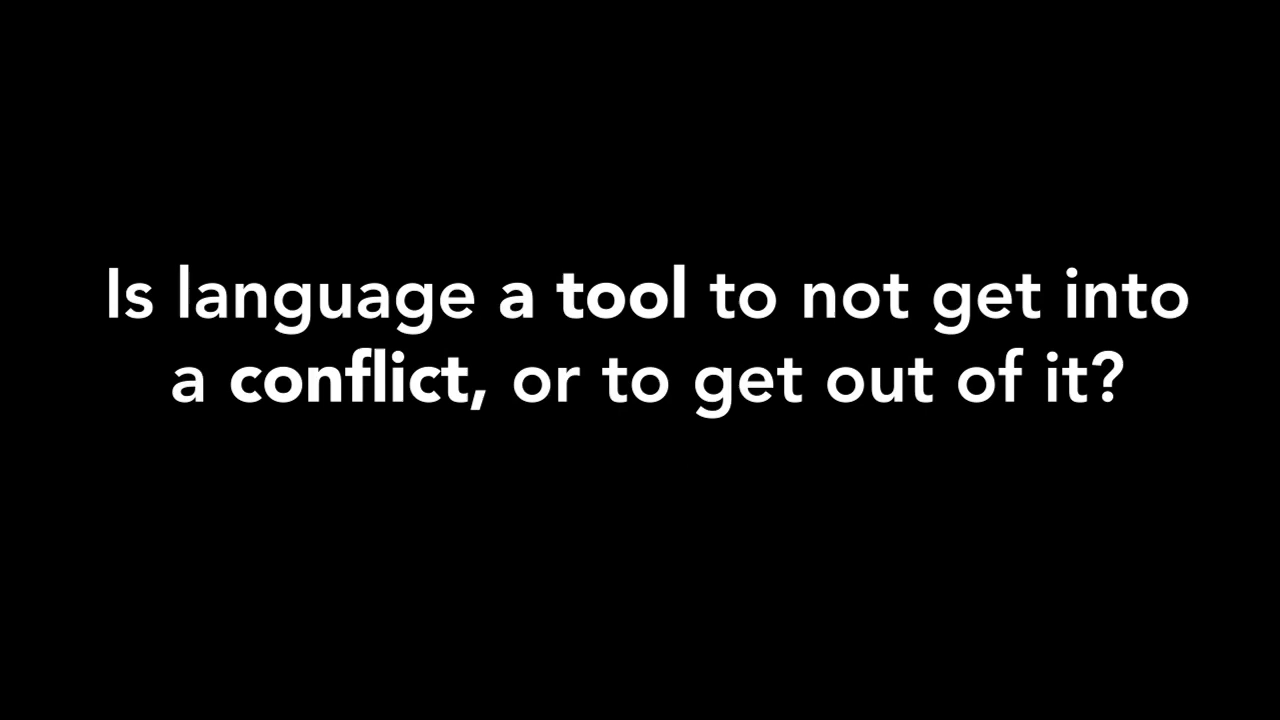 Is language a tool to not get into
a conflict, or to get out of it?